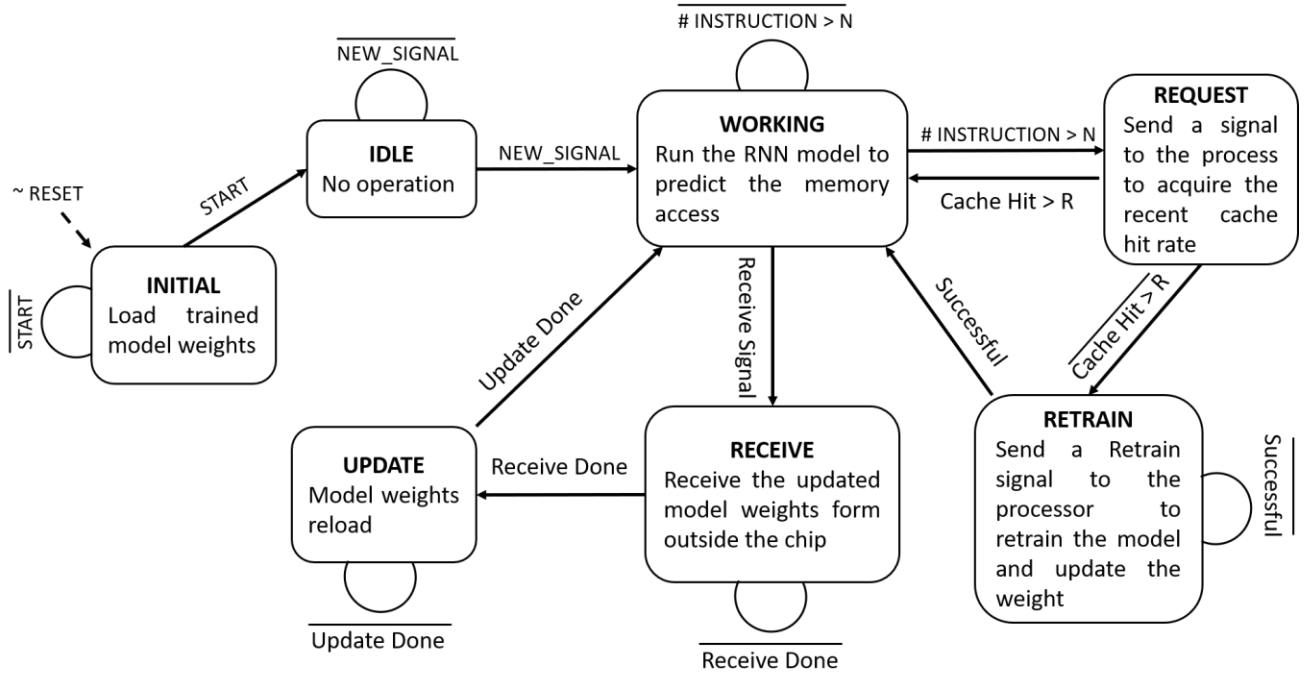 # INSTRUCTION > N
NEW_SIGNAL
WORKING
Run the RNN model to
predict the memory
access
REQUEST
Send a signal
to the process
to acquire the
recent cache
hit rate
# INSTRUCTION > N
Cache Hit > R
IDLE
No operation
NEW_SIGNAL
START
~ RESET
INITIAL
Load trained
model weights
START
Update Done
Receive Signal
Successful
Cache Hit > R
UPDATE
Model weights
reload
Receive Done
RECEIVE
Receive the updated
model weights form
outside the chip
RETRAIN
Send a Retrain
signal to the
processor to
retrain the model
and update the
weight
Successful
Update Done
Receive Done